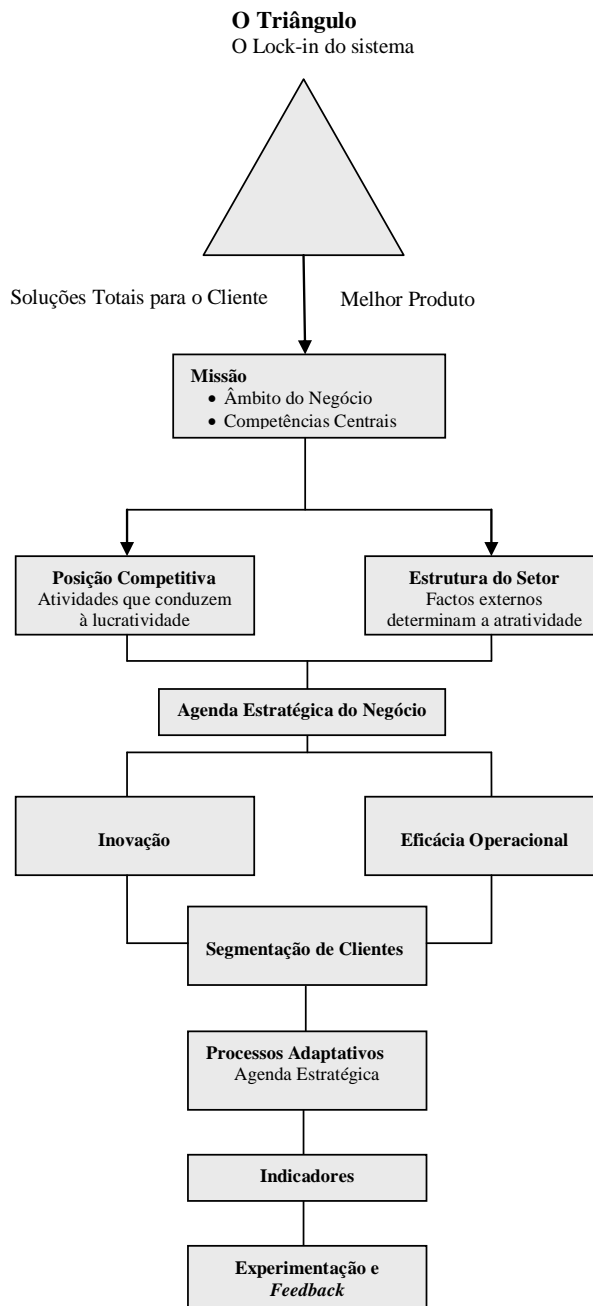 O Triângulo
O Lock-in do sistema
Soluções Totais para o Cliente
Melhor Produto
Missão
• Âmbito do Negócio
• Competências Centrais
Posição Competitiva
Atividades que conduzem
à lucratividade
Estrutura do Setor
Factos externos
determinam a atratividade
Agenda Estratégica do Negócio
Inovação
Eficácia Operacional
Segmentação de Clientes
Processos Adaptativos
Agenda Estratégica
Indicadores
Experimentação e
Feedback